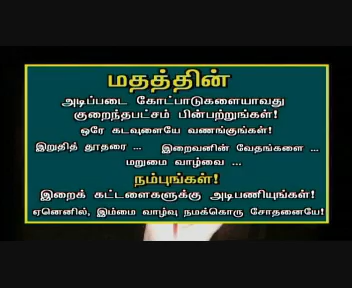 மதத்தின்
அடிப்படை கோட்பாடுகளையாவது
குறைந்தபட்சம் பின்பற்றுங்கள்!
ஒரே கடவுளையே வணங்குங்கள்!
இறுதித் தூதரை ... இறைவனின் வேதங்களை ...
மறுமை வாழ்வை ...
நம்புங்கள்!
இறைக் கட்டளைகளுக்கு அடிபணியுங்கள்!
ஏனெனில், இம்மை வாழ்வு நமக்கொரு சோதனையே!